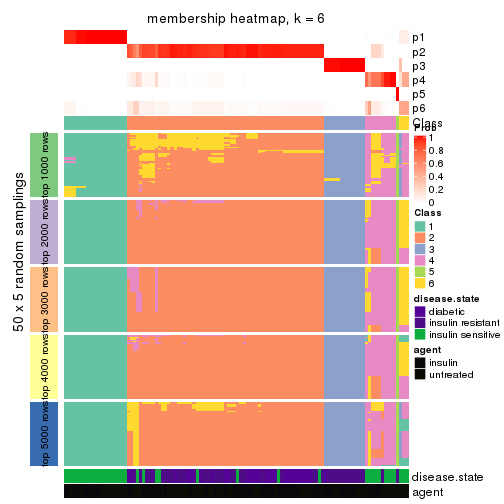 membership heatmap, k = 6
p1
p2
p3
p4
p5
p6
Class
Prob
1
0.8
0.6
0.4
0.2
0
Class
1
2
3
4
5
6
disease.state
diabetic
insulin resistant
insulin sensitive
agent
insulin
untreated
50 x 5 random samplings
top 1000 rows
top 2000 rows
top 3000 rows
top 4000 rows
top 5000 rows
disease.state
agent